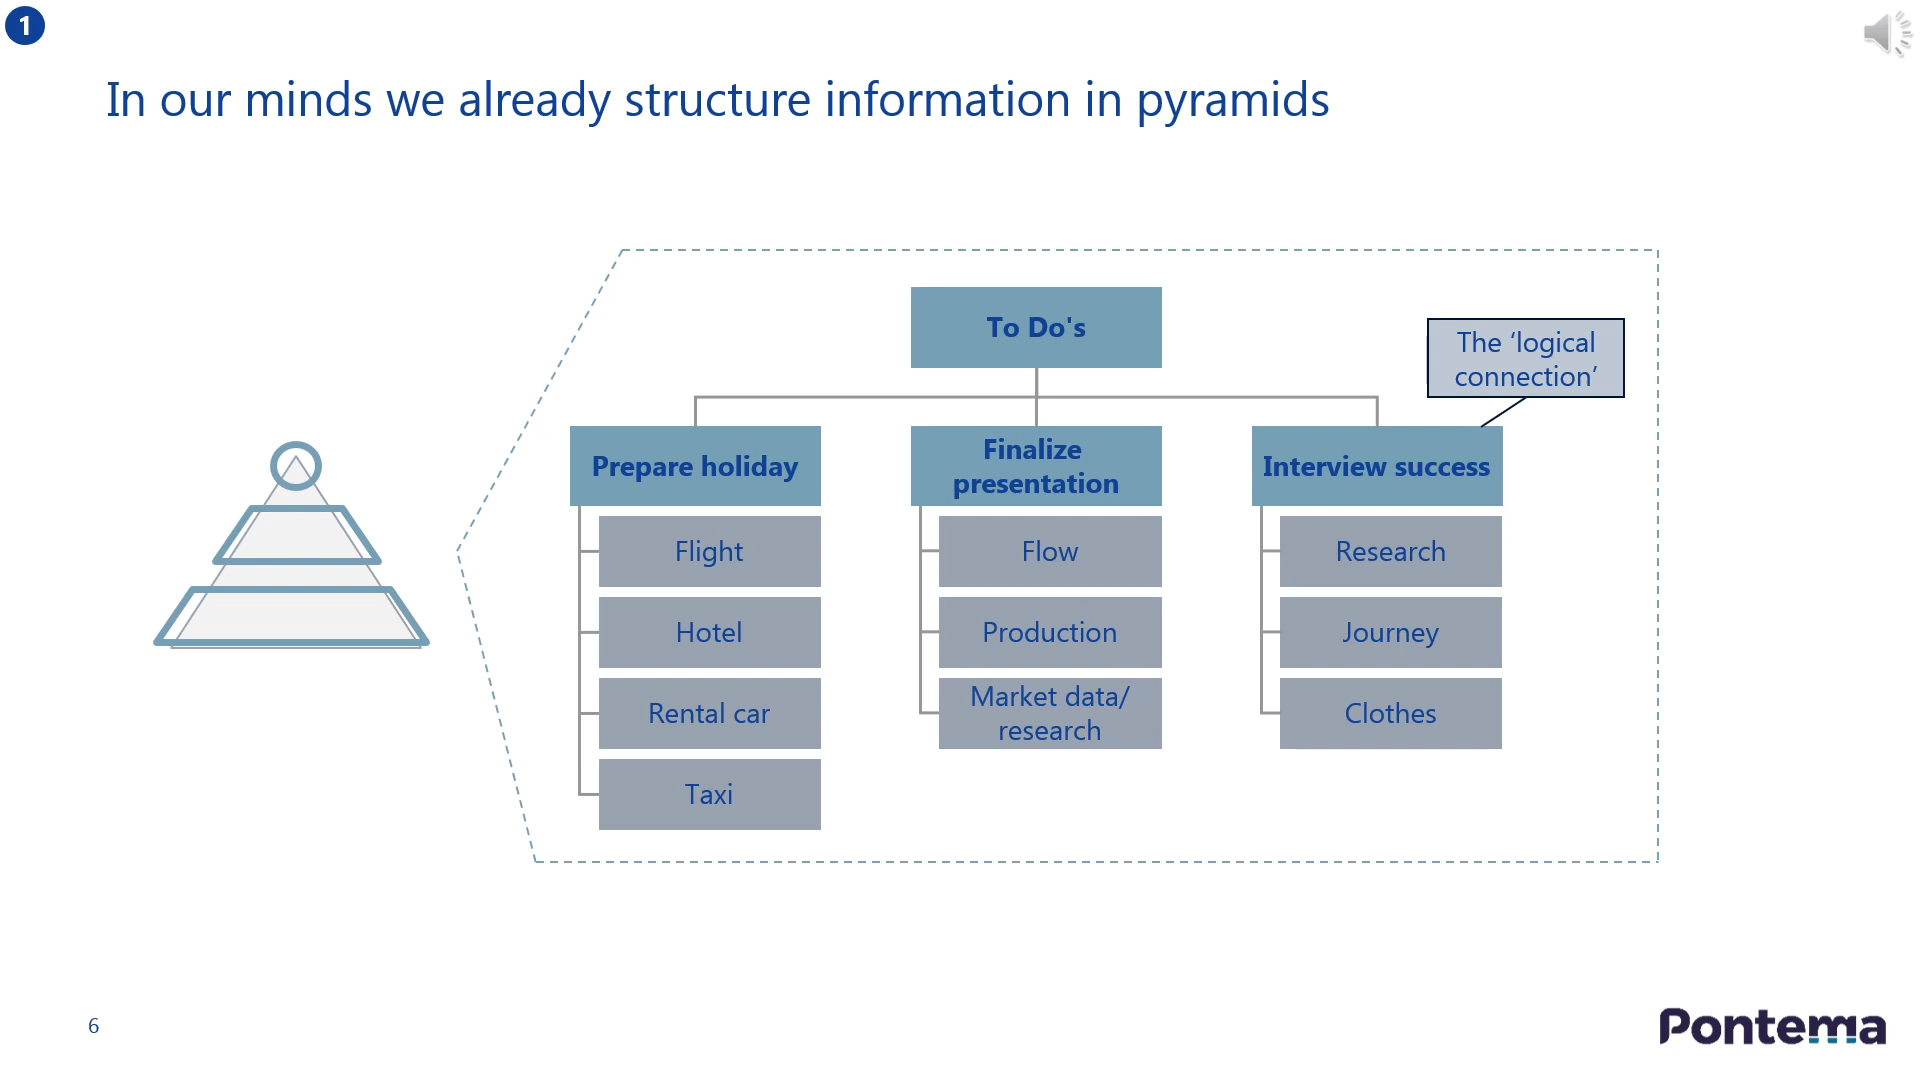 1
In our minds we already structure information in pyramids
To Do's
The ‘logical
connection’
Prepare holiday
Finalize
presentation
Interview success
Flight
Flow
Research
Hotel
Production
Journey
Rental car
Market data/
research
Clothes
Taxi
6
Pontema